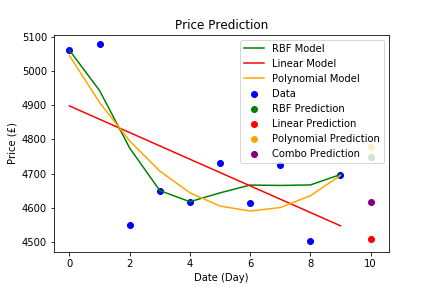 Price Prediction
5100
5000
4900
4800
4700
4600
4500
Price (£)
0
2
4
6
8
10
Date (Day)
RBF Model
Linear Model
Polynomial Model
Data
RBF Prediction
Linear Prediction
Polynomial Prediction
Combo Prediction